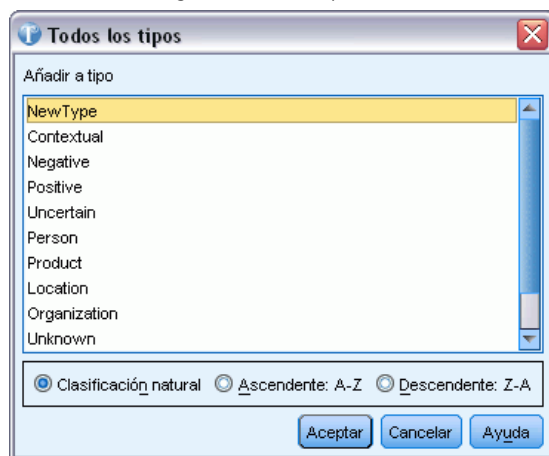 Todos los tipos
Añadir a tipo
NewType
Contextual
Negative
Positive
Uncertain
Person
Product
Location
Organization
Unknown
Clasificación natural Ascendente: A-Z Descendente: Z-A
Aceptar Cancelar Ayuda